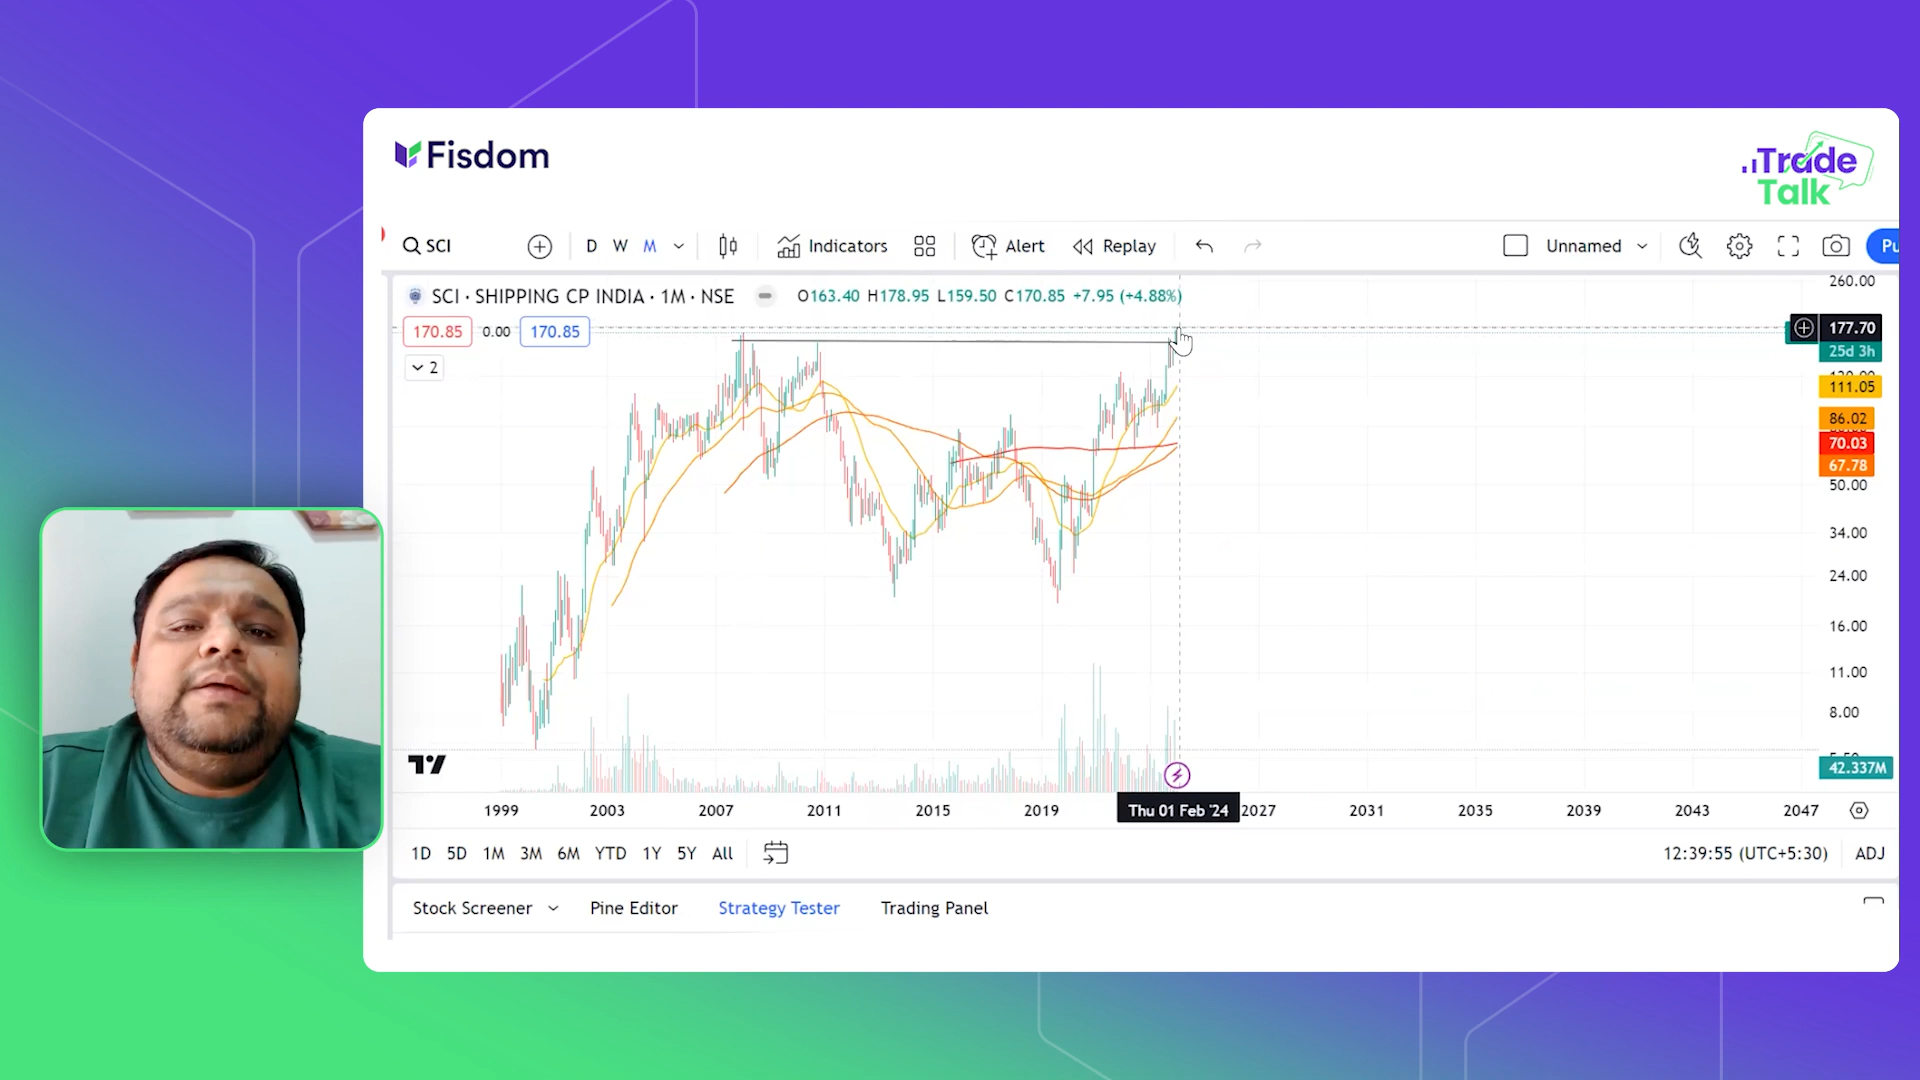 Fisdom
Trade
Talk
SCI
D W M
Indicators
Alert
Replay
Unnamed
SCI · SHIPPING CP INDIA · 1M · NSE
O163.40 H178.95 L159.50 C170.85 +7.95 (+4.88%)
170.85 0.00 170.85
2
260.00
177.70
25d 3h
111.05
86.02
70.03
67.78
50.00
34.00
24.00
16.00
11.00
8.00
42.337M
1999 2003 2007 2011 2015 2019 Thu 01 Feb '24 2027 2031 2035 2039 2043 2047
1D 5D 1M 3M 6M YTD 1Y 5Y All
12:39:55 (UTC+5:30) ADJ
Stock Screener Pine Editor Strategy Tester Trading Panel